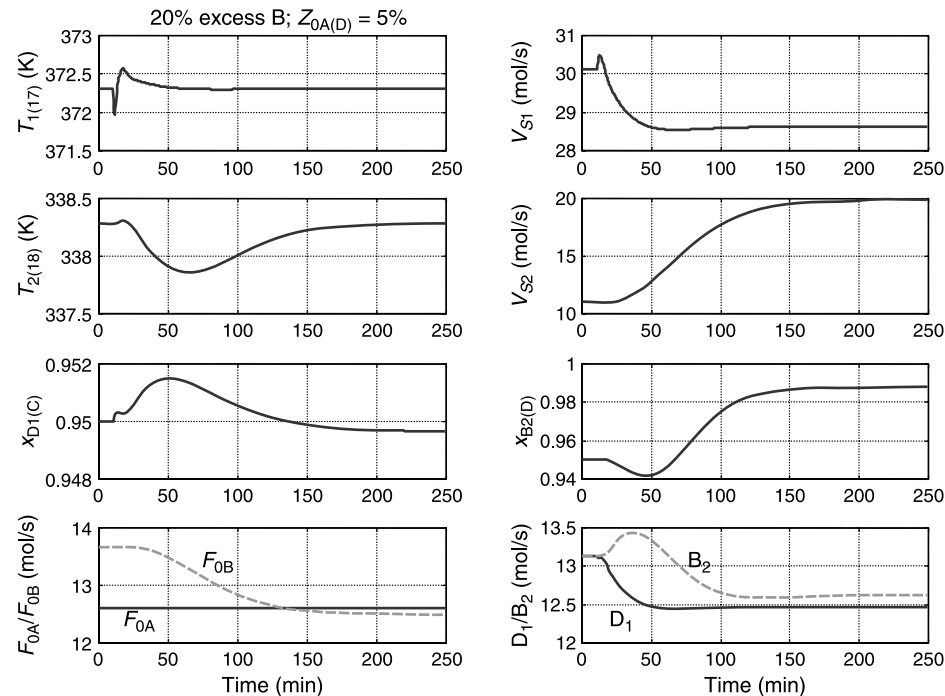 20% excess B; Z0A(D) = 5%
T1(17) (K)
373
372.5
372
371.5
0 50 100 150 200 250
VS1 (mol/s)
31
30
29
28
0 50 100 150 200 250
T2(18) (K)
338.5
338
337.5
0 50 100 150 200 250
VS2 (mol/s)
20
15
10
0 50 100 150 200 250
xD1(C)
0.952
0.95
0.948
0 50 100 150 200 250
xB2(D)
1
0.98
0.96
0.94
0 50 100 150 200 250
F0A/F0B (mol/s)
14
13
12
F0B
F0A
0 50 100 150 200 250
Time (min)
D1/B2 (mol/s)
13.5
13
12.5
12
B2
D1
0 50 100 150 200 250
Time (min)